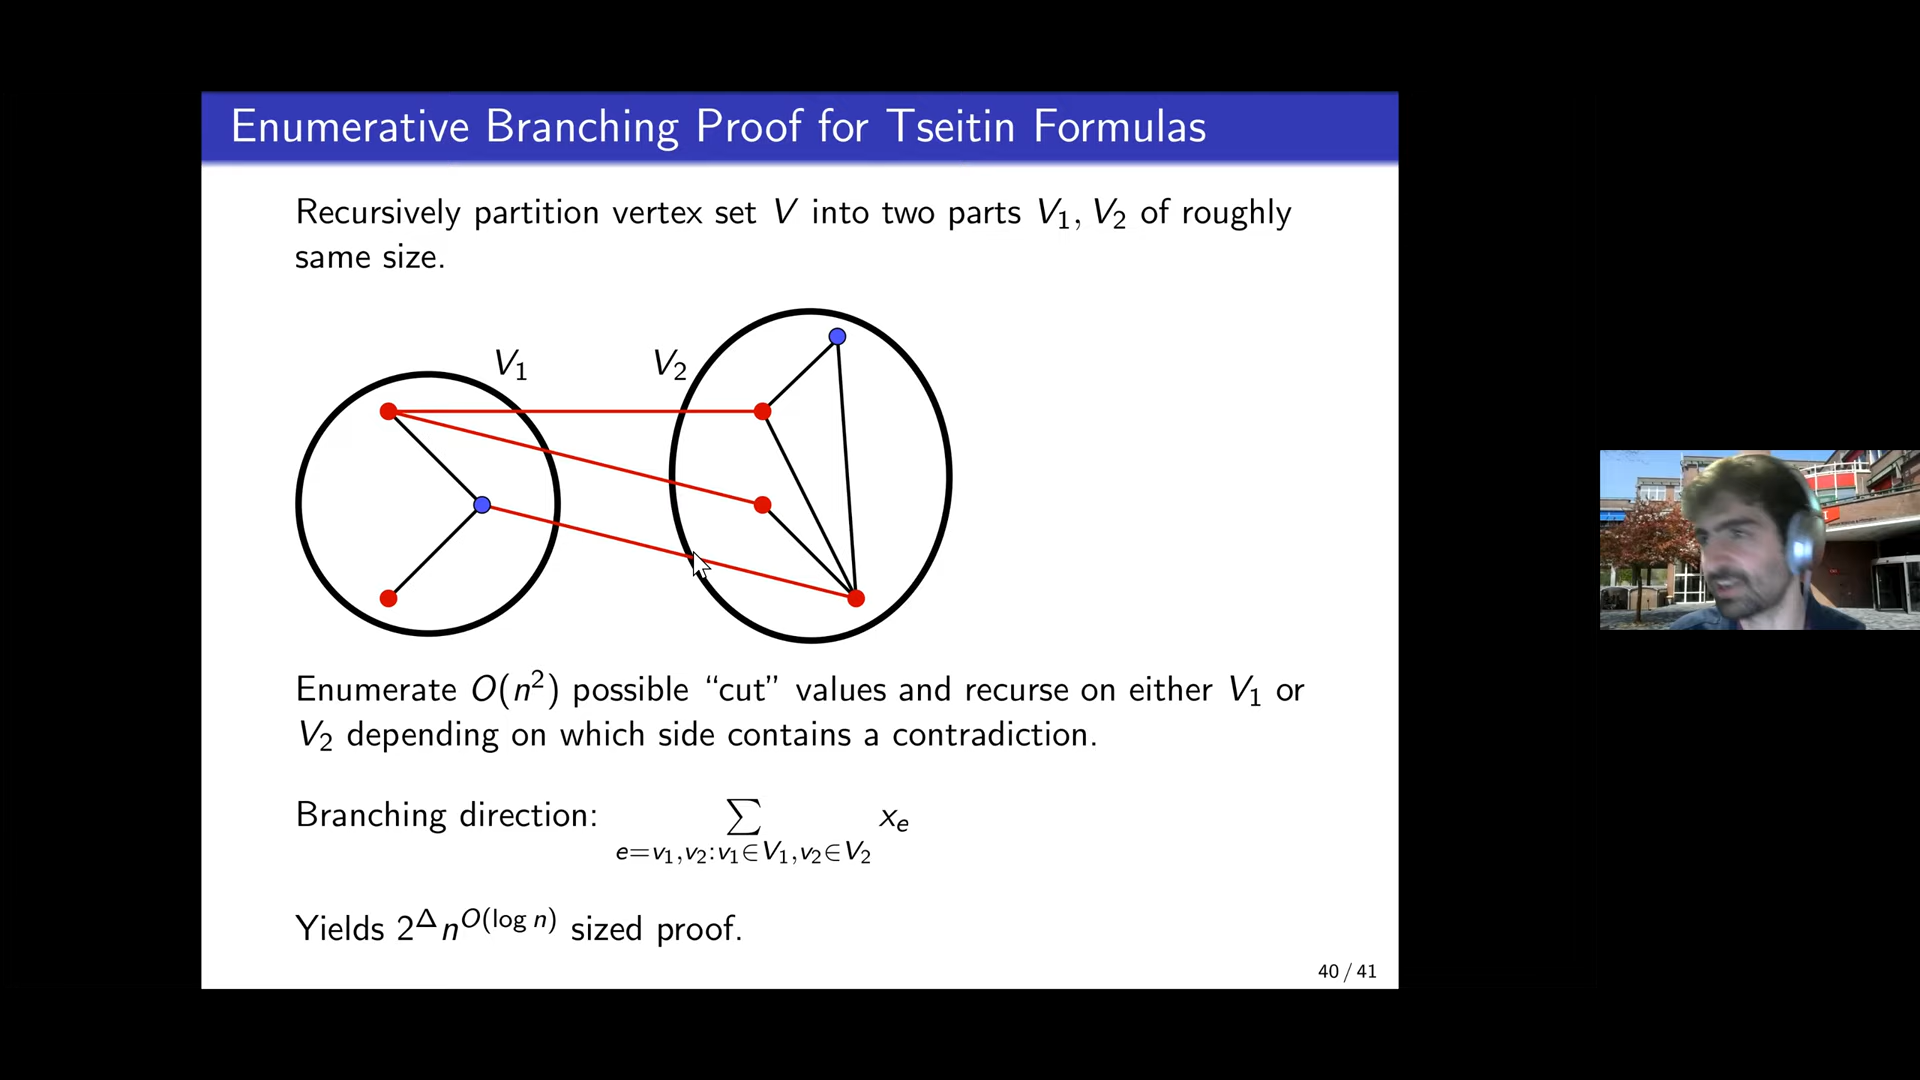 Enumerative Branching Proof for Tseitin Formulas
Recursively partition vertex set V into two parts V₁, V₂ of roughly
same size.
V₁ V₂
Enumerate O(n²) possible “cut” values and recurse on either V₁ or
V₂ depending on which side contains a contradiction.
Branching direction: ∑ xₑ
e=v₁,v₂:v₁∈V₁,v₂∈V₂
Yields 2^Δ n^O(log n) sized proof.
40 / 41